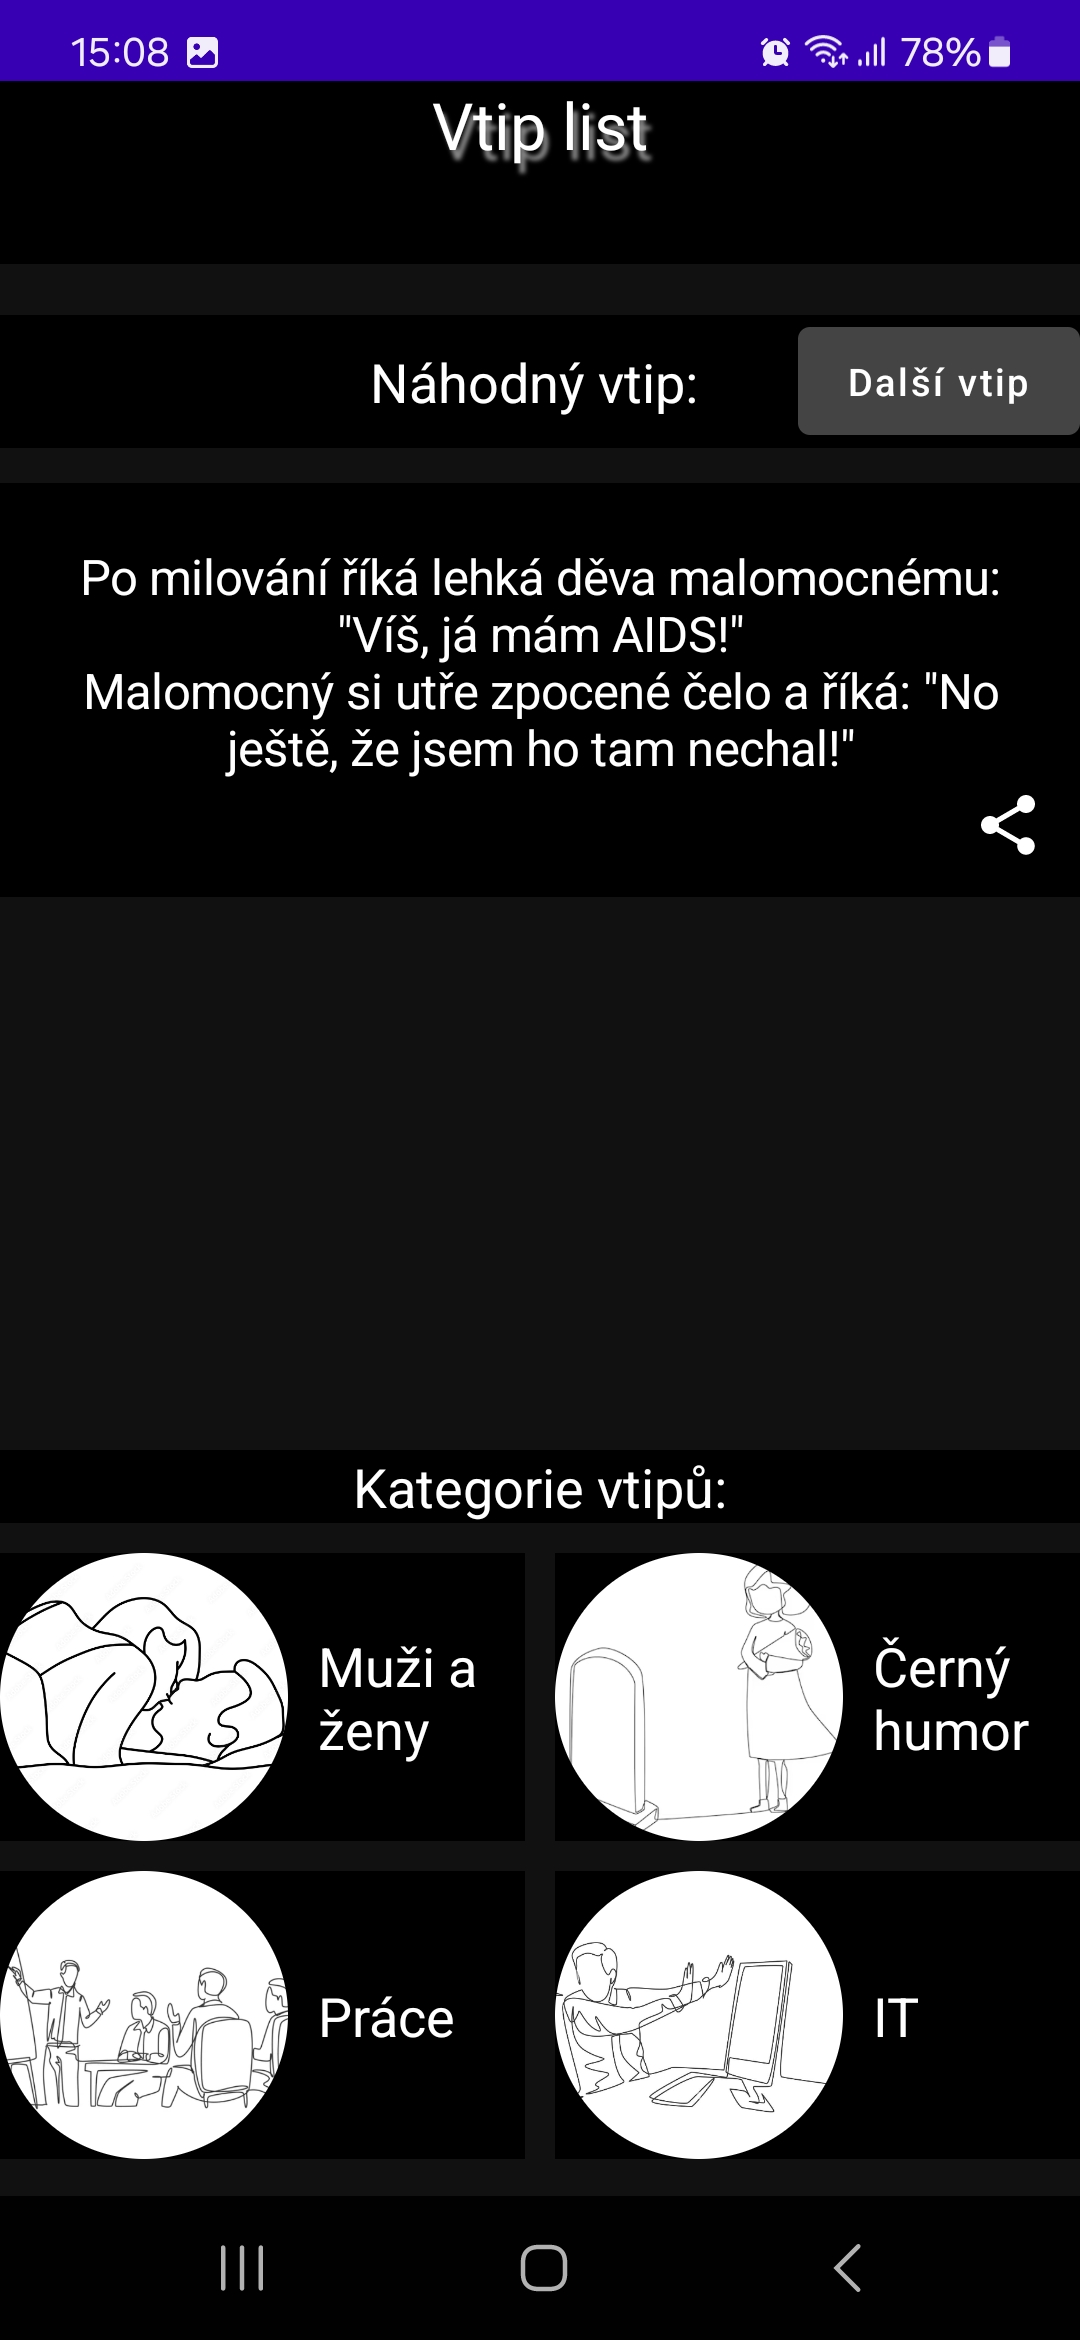 15:08
78%
Vtip list
Náhodný vtip:
Další vtip
Po milování říká lehká děva malomocnému:
"Víš, já mám AIDS!"
Malomocný si utře zpocené čelo a říká: "No
ještě, že jsem ho tam nechal!"
Kategorie vtipů:
Muži a
ženy
Černý
humor
Práce
IT